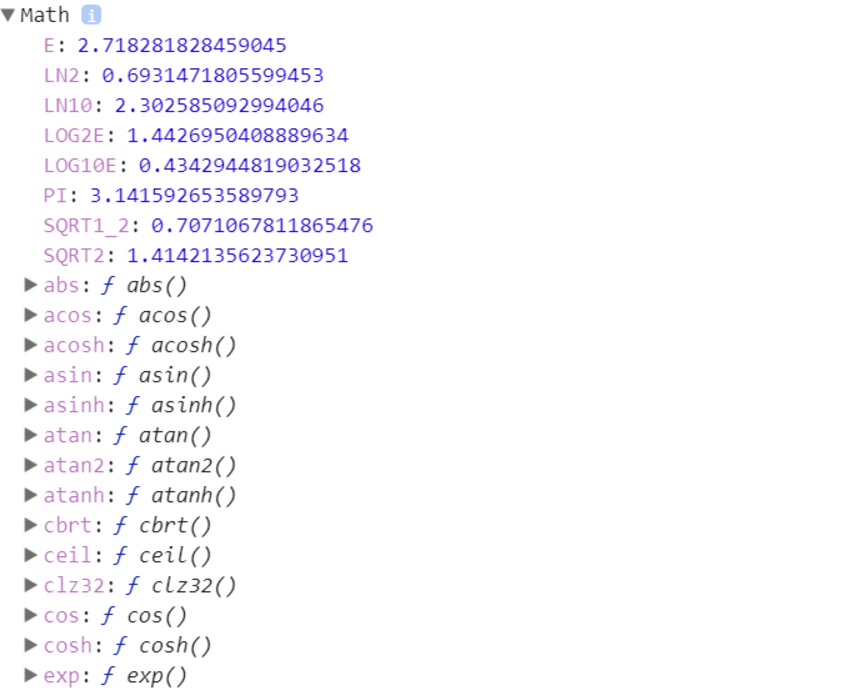 ▼Math i
E: 2.718281828459045
LN2: 0.6931471805599453
LN10: 2.302585092994046
LOG2E: 1.4426950408889634
LOG10E: 0.4342944819032518
PI: 3.141592653589793
SQRT1_2: 0.7071067811865476
SQRT2: 1.4142135623730951
▶abs: ƒ abs()
▶acos: ƒ acos()
▶acosh: ƒ acosh()
▶asin: ƒ asin()
▶asinh: ƒ asinh()
▶atan: ƒ atan()
▶atan2: ƒ atan2()
▶atanh: ƒ atanh()
▶cbrt: ƒ cbrt()
▶ceil: ƒ ceil()
▶clz32: ƒ clz32()
▶cos: ƒ cos()
▶cosh: ƒ cosh()
▶exp: ƒ exp()